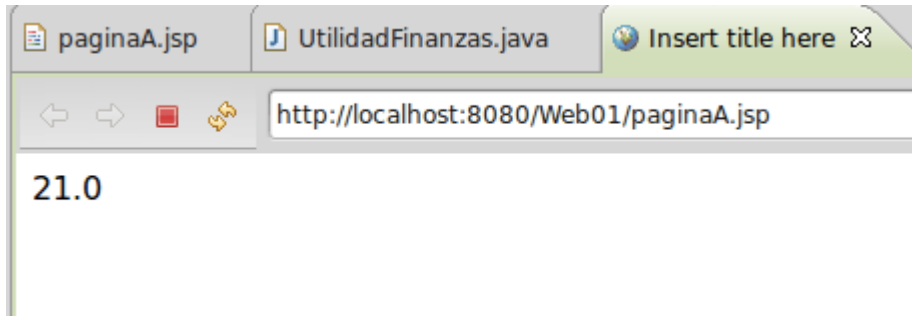 paginaA.jsp UtilidadFinanzas.java Insert title here
http://localhost:8080/Web01/paginaA.jsp
21.0